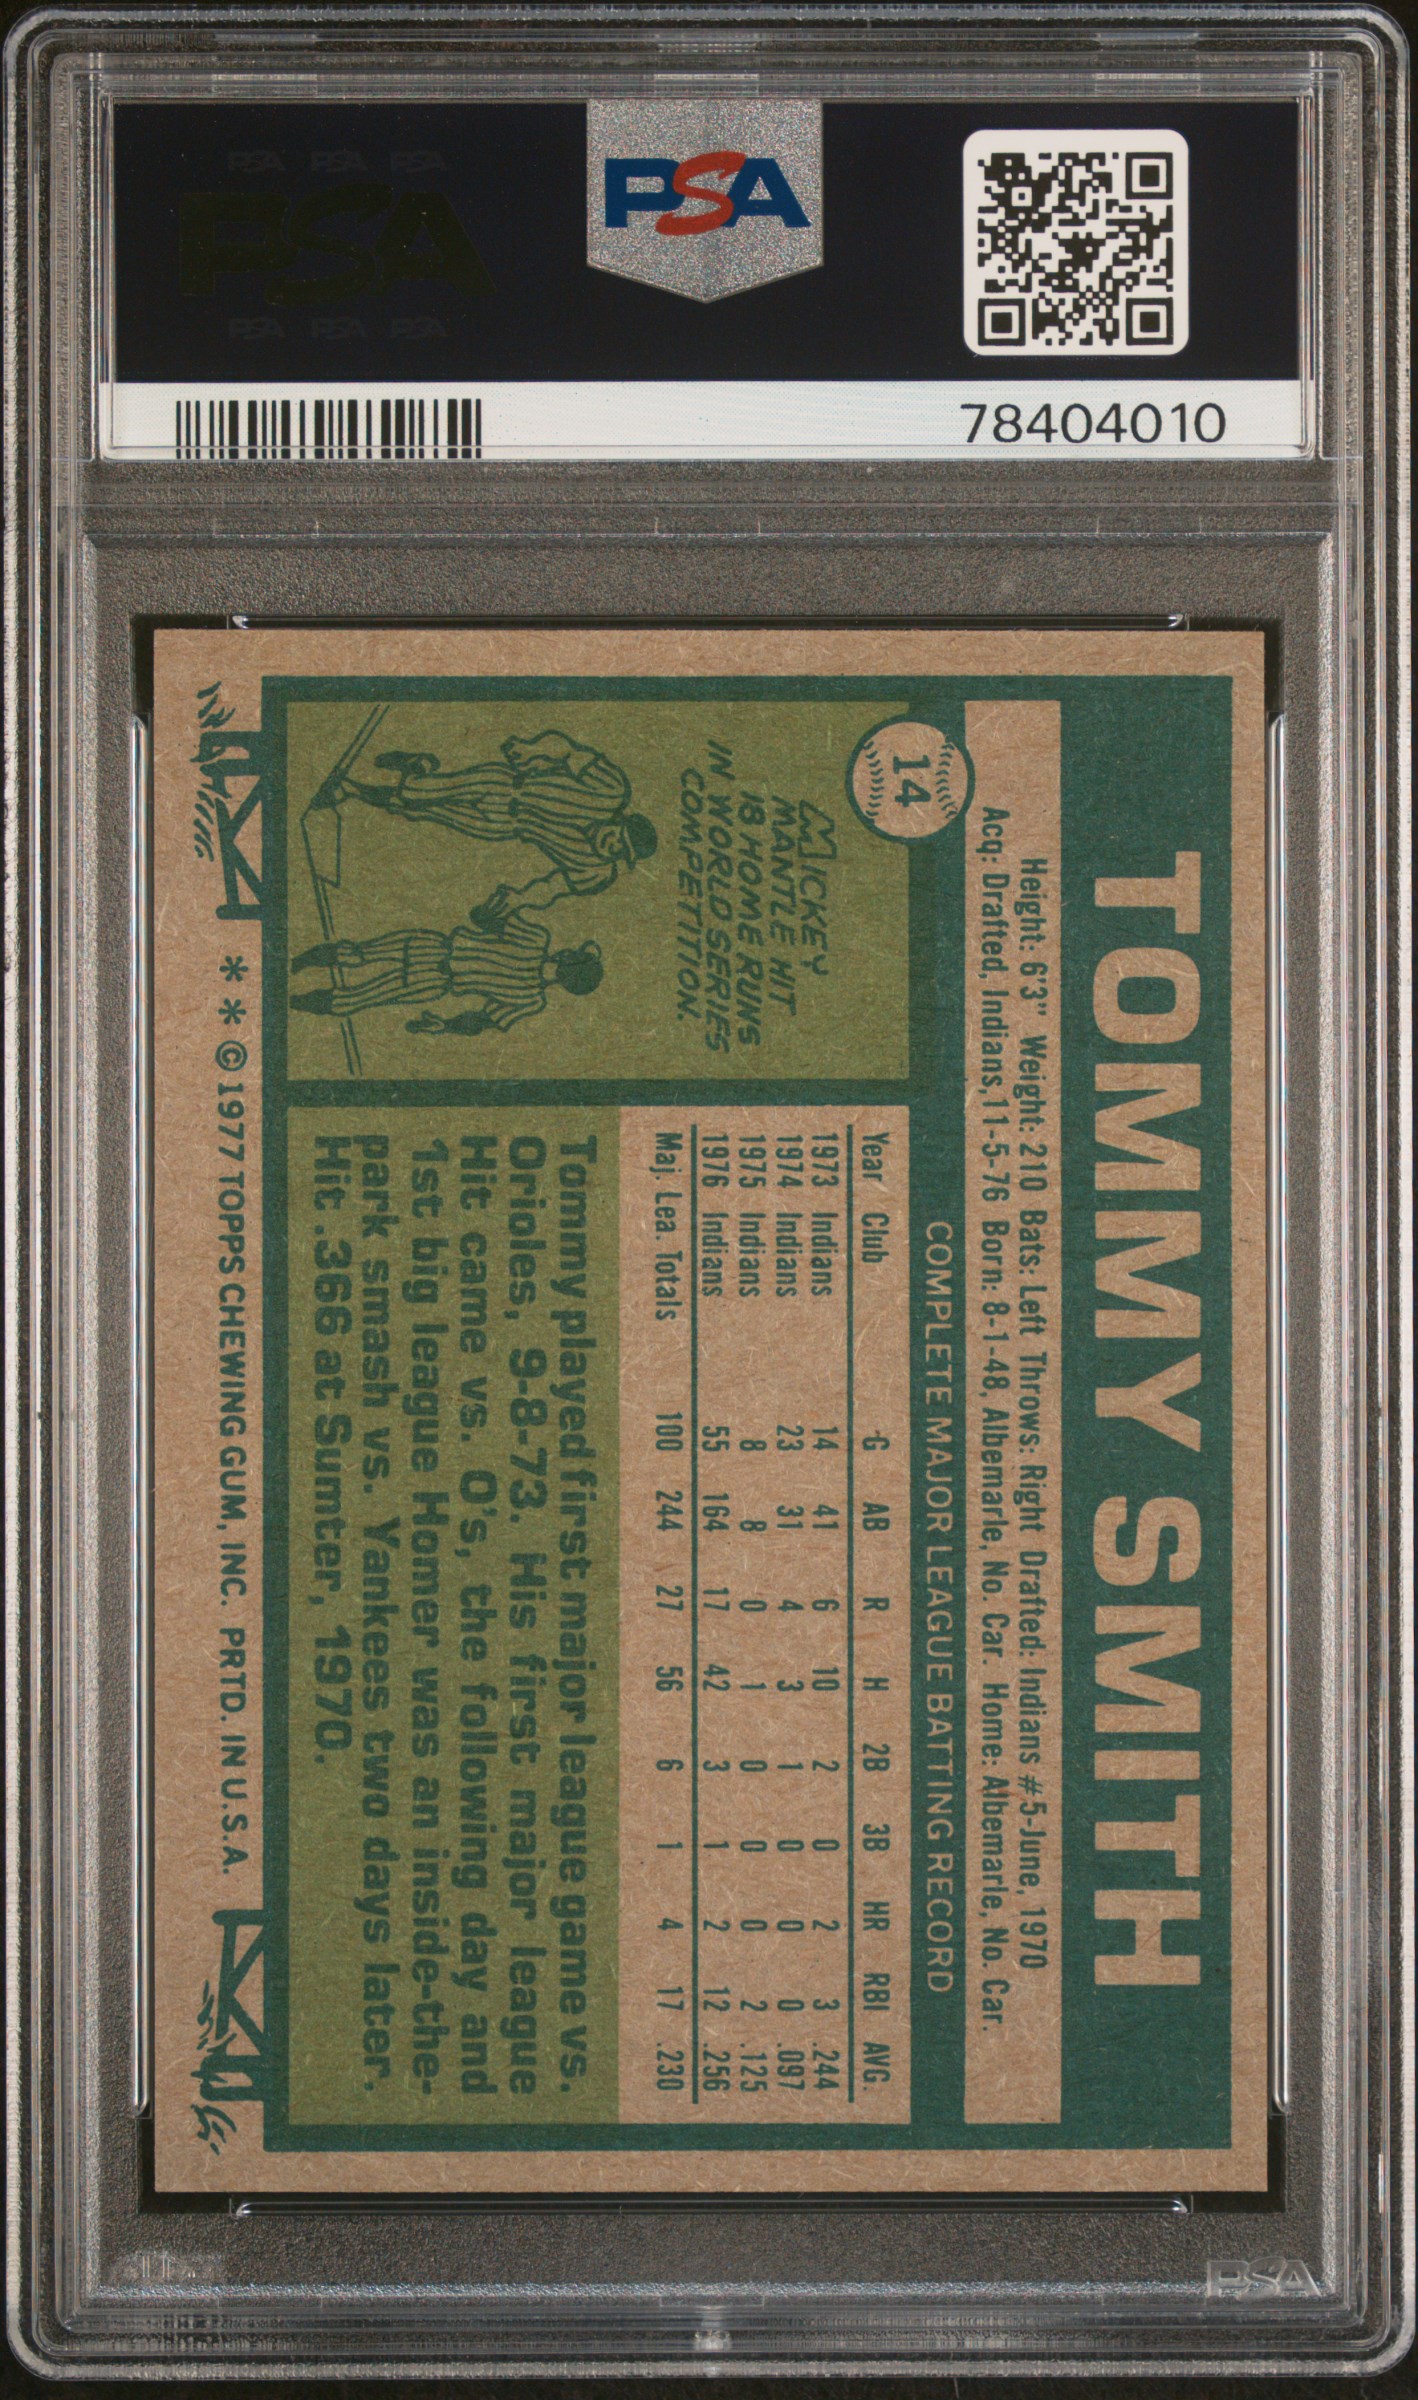 PSA PSA PSA
PSA
PSA PSA PSA
PSA
78404010
TOMMY SMITH
Height: 6'3" Weight: 210 Bats: Left Throws: Right Drafted: Indians #5-June, 1970
Acq: Drafted, Indians, 11-5-76 Born: 8-1-48, Albemarle, No. Car. Home: Albemarle, No. Car.
14
COMPLETE MAJOR LEAGUE BATTING RECORD
MICKEY
MANTLE HIT
18 HOME RUNS
IN WORLD SERIES
COMPETITION.
Year Club G AB R H 2B 3B HR RBI AVG.
1973 Indians 14 41 6 10 2 0 2 3 .244
1974 Indians 23 31 4 3 1 0 0 0 .097
1975 Indians 8 8 0 1 0 0 0 2 .125
1976 Indians 55 164 17 42 3 1 2 12 .256
Maj. Lea. Totals 100 244 27 56 6 1 4 17 .230
Tommy played first major league game vs.
Orioles, 9-8-73. His first major league
Hit came vs. O's, the following day and
1st big league Homer was an inside-the-
park smash vs. Yankees two days later.
Hit .366 at Sumter, 1970.
* * ©1977 TOPPS CHEWING GUM, INC. PRTD. IN U.S.A.
PSA